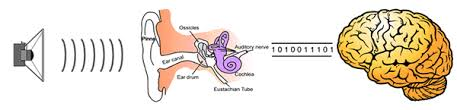 Ossicles
Pinna
Auditory nerve
1010011101
Ear canal
Ear drum
Cochlea
Eustachian Tube